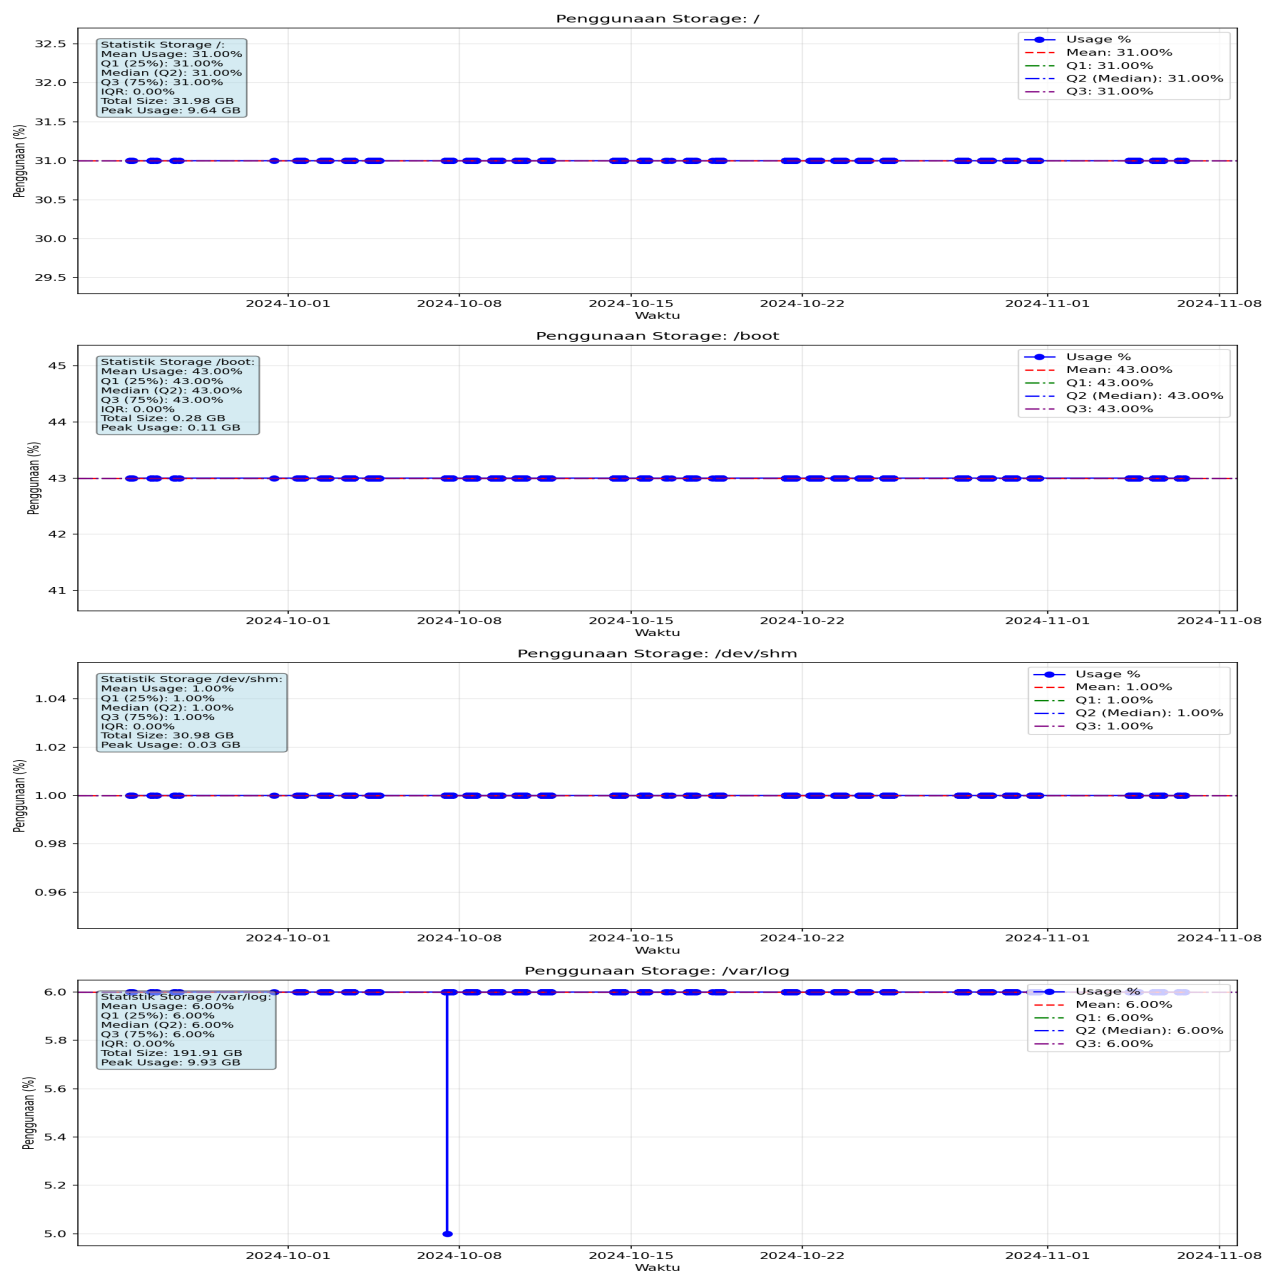 Penggunaan Storage: /
Statistik Storage /:
Mean Usage: 31.00%
Q1 (25%): 31.00%
Median (Q2): 31.00%
Q3 (75%): 31.00%
IQR: 0.00%
Total Size: 31.98 GB
Peak Usage: 9.64 GB
Usage %
Mean: 31.00%
Q1: 31.00%
Q2 (Median): 31.00%
Q3: 31.00%
Penggunaan (%)
32.5
32.0
31.5
31.0
30.5
30.0
29.5
2024-10-01 2024-10-08 2024-10-15 2024-10-22 2024-11-01 2024-11-08
Waktu
Penggunaan Storage: /boot
Statistik Storage /boot:
Mean Usage: 43.00%
Q1 (25%): 43.00%
Median (Q2): 43.00%
Q3 (75%): 43.00%
IQR: 0.00%
Total Size: 0.28 GB
Peak Usage: 0.11 GB
Usage %
Mean: 43.00%
Q1: 43.00%
Q2 (Median): 43.00%
Q3: 43.00%
Penggunaan (%)
45
44
43
42
41
2024-10-01 2024-10-08 2024-10-15 2024-10-22 2024-11-01 2024-11-08
Waktu
Penggunaan Storage: /dev/shm
Statistik Storage /dev/shm:
Mean Usage: 1.00%
Q1 (25%): 1.00%
Median (Q2): 1.00%
Q3 (75%): 1.00%
IQR: 0.00%
Total Size: 30.98 GB
Peak Usage: 0.03 GB
Usage %
Mean: 1.00%
Q1: 1.00%
Q2 (Median): 1.00%
Q3: 1.00%
Penggunaan (%)
1.04
1.02
1.00
0.98
0.96
2024-10-01 2024-10-08 2024-10-15 2024-10-22 2024-11-01 2024-11-08
Waktu
Penggunaan Storage: /var/log
Statistik Storage /var/log:
Mean Usage: 6.00%
Q1 (25%): 6.00%
Median (Q2): 6.00%
Q3 (75%): 6.00%
IQR: 0.00%
Total Size: 191.91 GB
Peak Usage: 9.93 GB
Usage %
Mean: 6.00%
Q1: 6.00%
Q2 (Median): 6.00%
Q3: 6.00%
Penggunaan (%)
6.0
5.8
5.6
5.4
5.2
5.0
2024-10-01 2024-10-08 2024-10-15 2024-10-22 2024-11-01 2024-11-08
Waktu